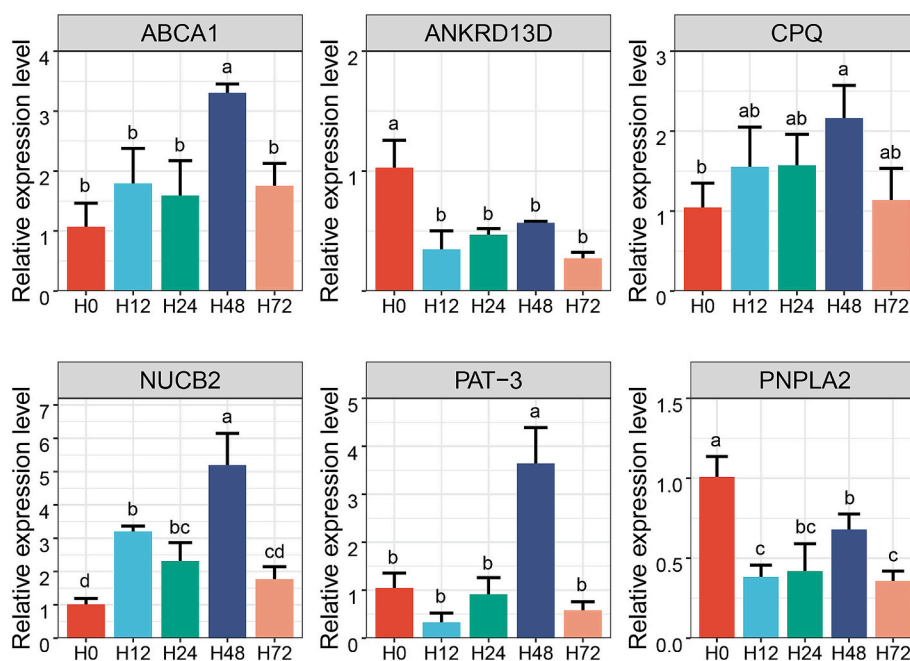 ABCA1
Relative expression level
4
3
2
1
0
b
b
b
a
b
H0 H12 H24 H48 H72
ANKRD13D
Relative expression level
2
1
a
b
b
b
b
H0 H12 H24 H48 H72
CPQ
Relative expression level
3
2
1
0
b
ab
ab
a
ab
H0 H12 H24 H48 H72
NUCB2
Relative expression level
7
6
5
4
3
2
1
0
d
b
bc
a
cd
H0 H12 H24 H48 H72
PAT−3
Relative expression level
5
4
3
2
1
0
b
b
b
a
b
H0 H12 H24 H48 H72
PNPLA2
Relative expression level
1.5
1.0
0.5
0.0
a
c
bc
b
c
H0 H12 H24 H48 H72